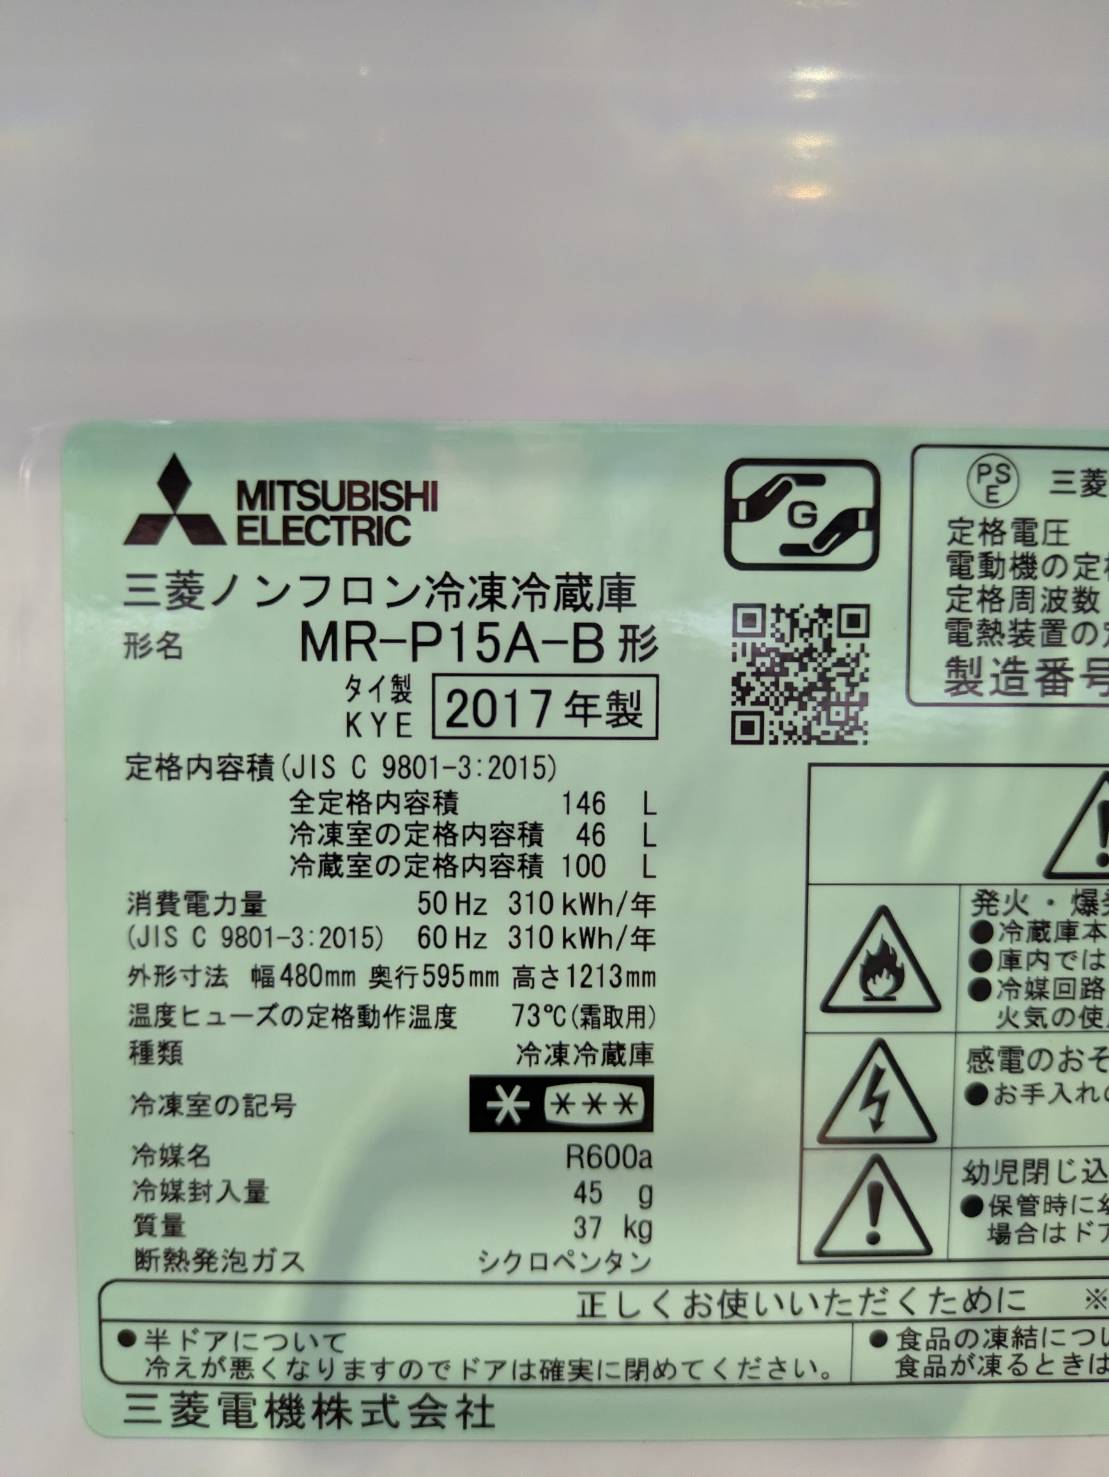 MITSUBISHI
ELECTRIC
三菱ノンフロン冷凍冷蔵庫
形名 MR-P15A-B 形
タイ製
KYE 2017年製
定格内容積(JIS C 9801-3:2015)
全定格内容積 146 L
冷凍室の定格内容積 46 L
冷蔵室の定格内容積 100 L
消費電力量 50Hz 310kWh/年
(JIS C 9801-3:2015) 60Hz 310kWh/年
外形寸法 幅480mm 奥行595mm 高さ1213mm
温度ヒューズの定格動作温度 73℃(霜取用)
種類 冷凍冷蔵庫
冷凍室の記号 * ***
冷媒名 R600a
冷媒封入量 45 g
質量 37 kg
断熱発泡ガス シクロペンタン
G
PS
E 三菱
定格電圧
電動機の定
定格周波数
電熱装置の
製造番号
発火・爆
●冷蔵庫本
●庫内では
●冷媒回路
火気の使
感電のおそ
●お手入れ
幼児閉じ込
●保管時に
場合はド
正しくお使いいただくために ※
●半ドアについて
冷えが悪くなりますのでドアは確実に閉めてください。
●食品の凍結につ
食品が凍るときは
三菱電機株式会社